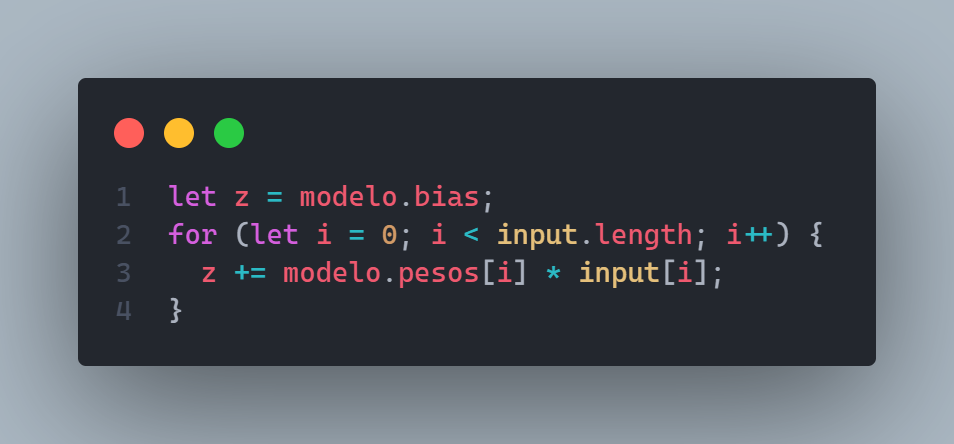 1 let z = modelo.bias;
2 for (let i = 0; i < input.length; i++) {
3   z += modelo.pesos[i] * input[i];
4 }